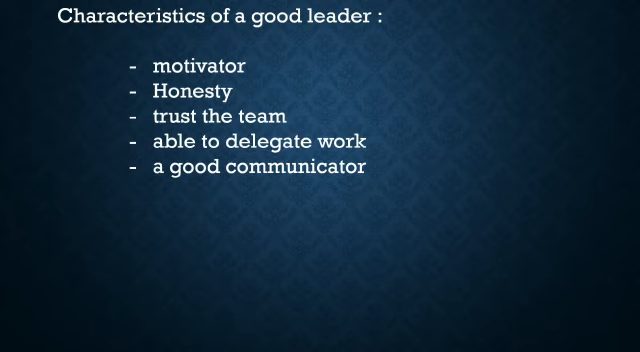 Characteristics of a good leader :
- motivator
- Honesty
- trust the team
- able to delegate work
- a good communicator